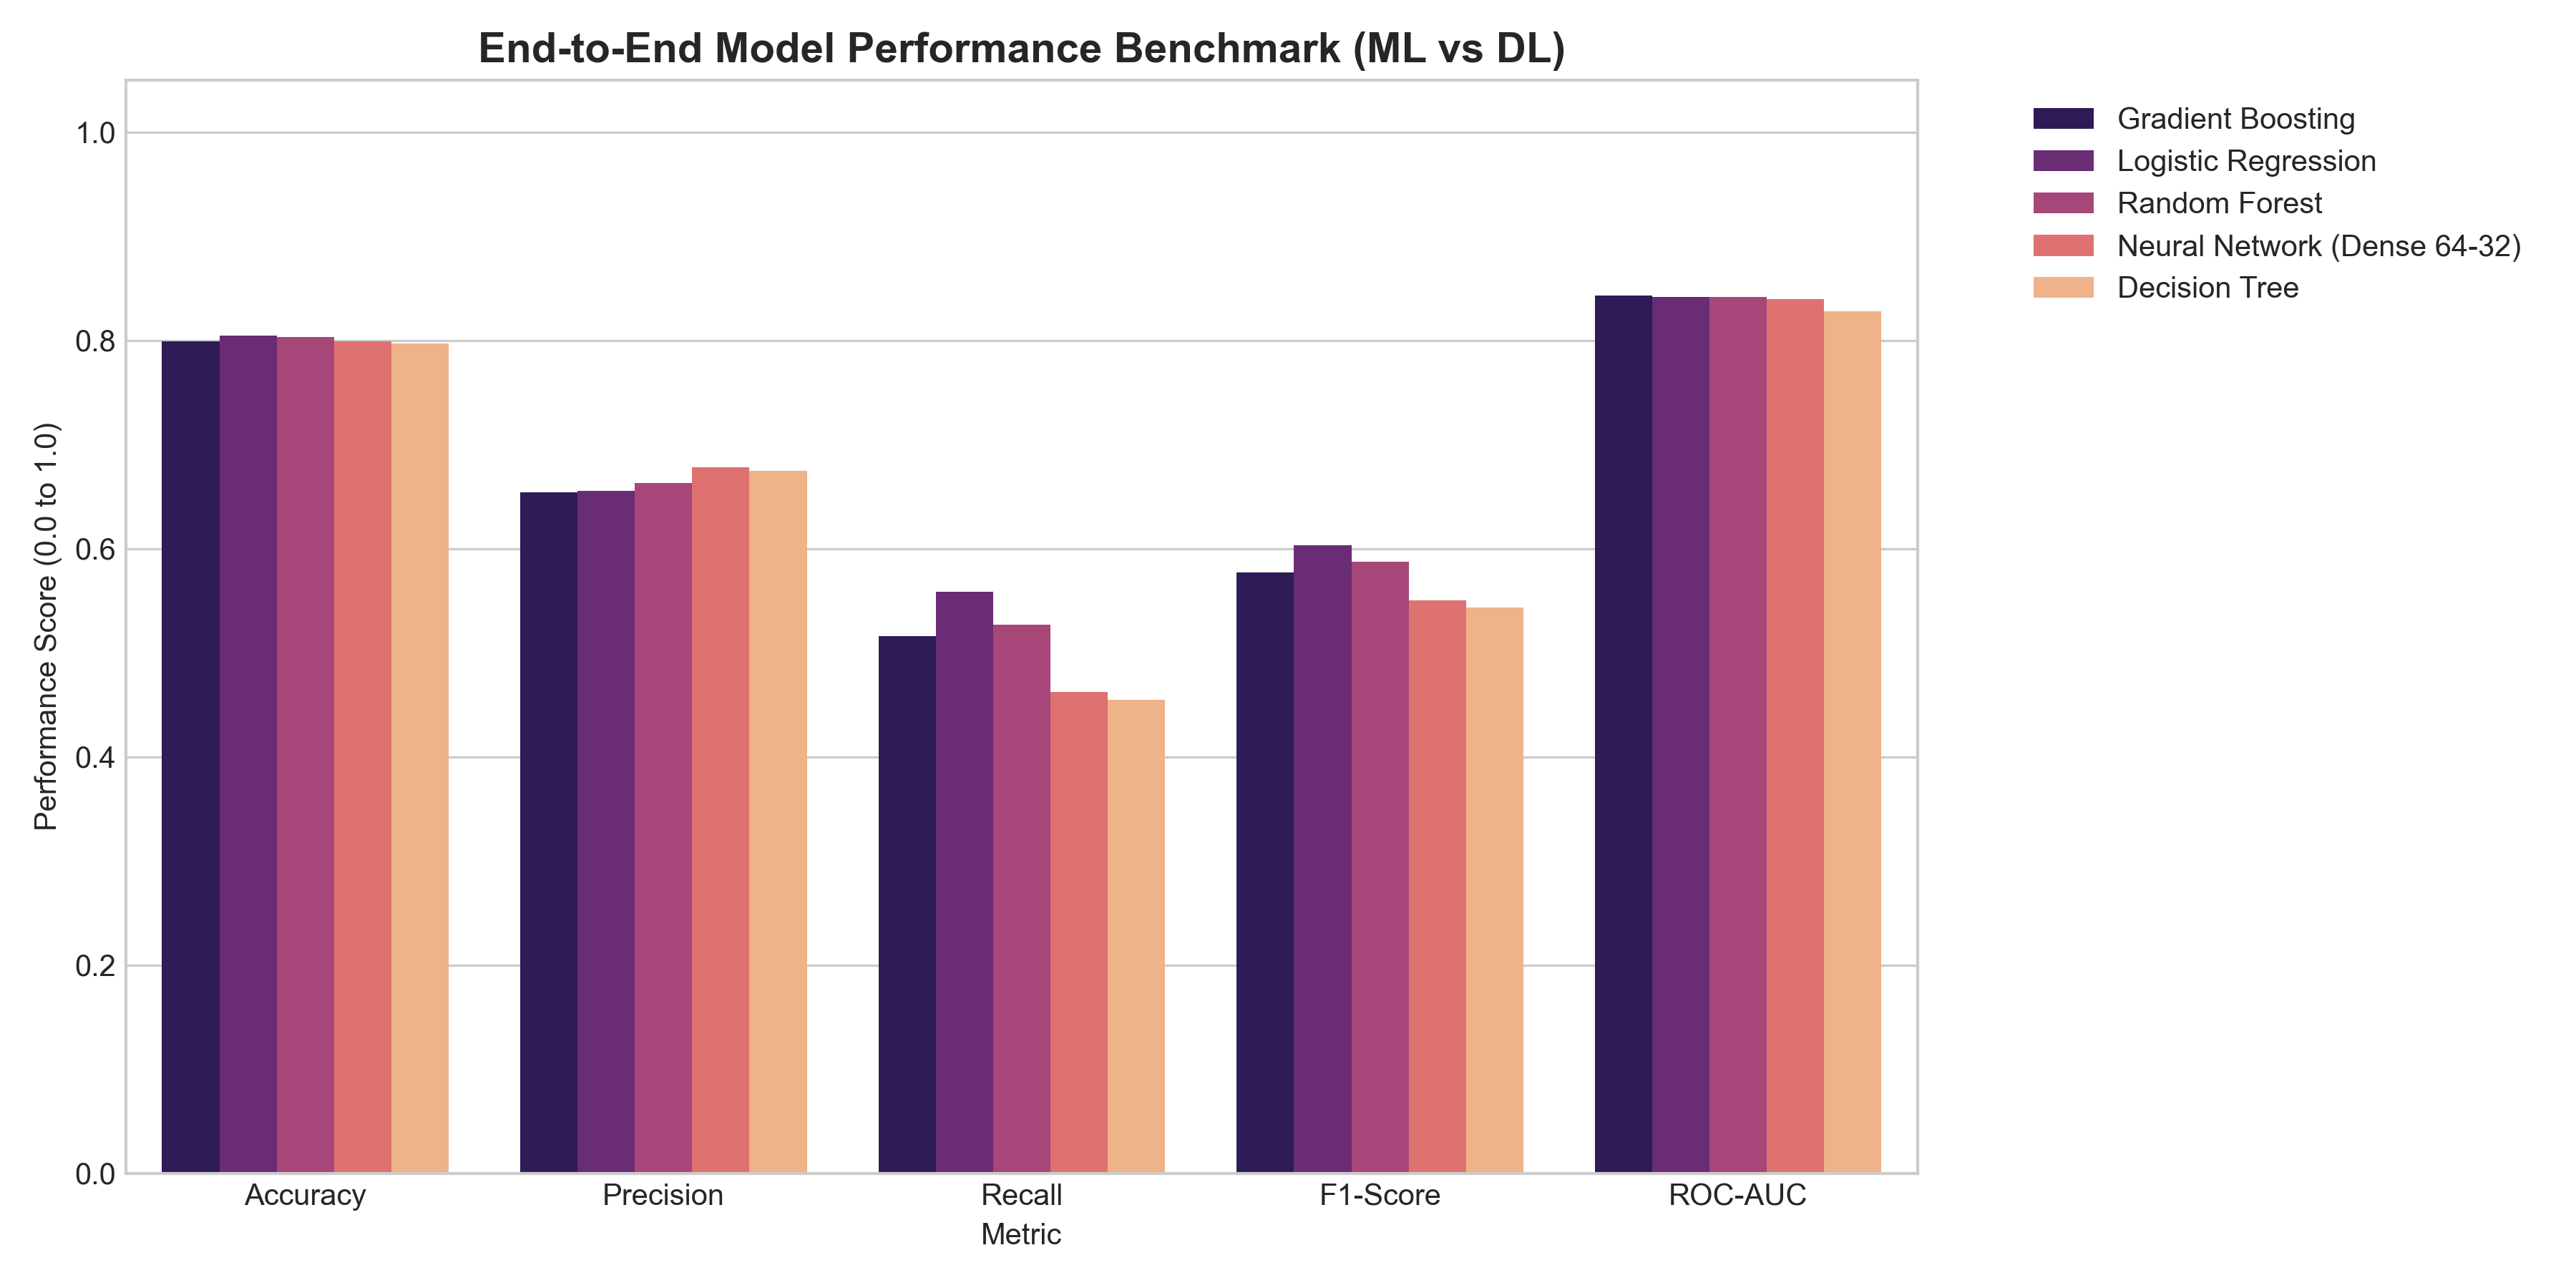 End-to-End Model Performance Benchmark (ML vs DL)
Performance Score (0.0 to 1.0)
1.0
0.8
0.6
0.4
0.2
0.0
Accuracy
Precision
Recall
F1-Score
ROC-AUC
Metric
Gradient Boosting
Logistic Regression
Random Forest
Neural Network (Dense 64-32)
Decision Tree